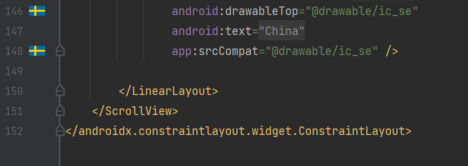 146 android:drawableTop="@drawable/ic_se"
147 android:text="China"
148 app:srcCompat="@drawable/ic_se" />
149
150 </LinearLayout>
151 </ScrollView>
152 </androidx.constraintlayout.widget.ConstraintLayout>